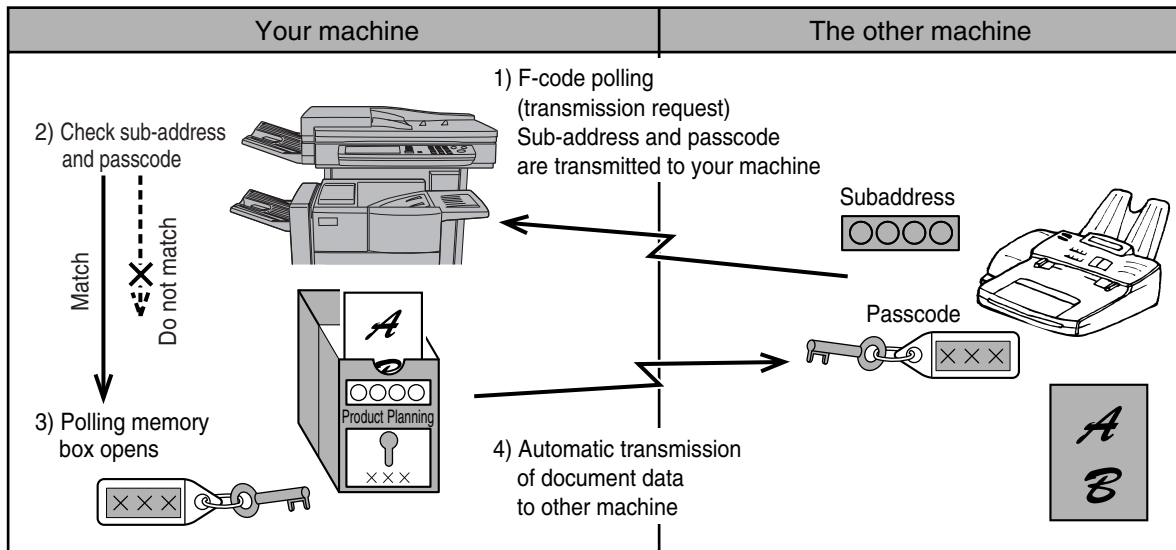 Your machine
The other machine
1) F-code polling
(transmission request)
Sub-address and passcode
are transmitted to your machine
2) Check sub-address
and passcode
Match
Do not match
Subaddress
Passcode
×××
A
Product Planning
×××
3) Polling memory
box opens
×××
4) Automatic transmission
of document data
to other machine
A
B